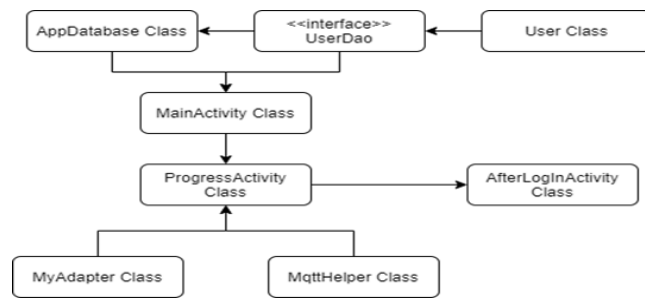 AppDatabase Class
<<interface>>
UserDao
User Class
MainActivity Class
ProgressActivity
Class
AfterLogInActivity
Class
MyAdapter Class
MqttHelper Class